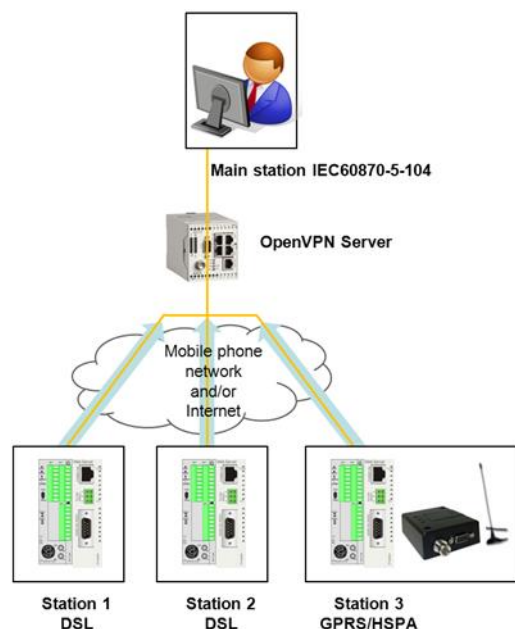 Main station IEC60870-5-104
OpenVPN Server
Mobile phone
network
and/or
Internet
Station 1
DSL
Station 2
DSL
Station 3
GPRS/HSPA